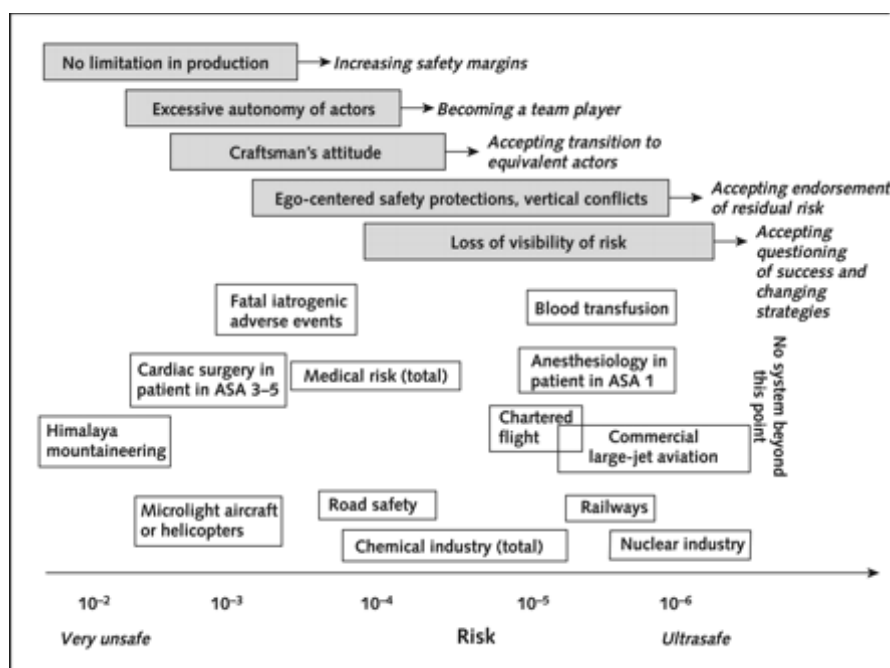 No limitation in production
Increasing safety margins
Excessive autonomy of actors
Becoming a team player
Craftsman's attitude
Accepting transition to
equivalent actors
Ego-centered safety protections, vertical conflicts
Accepting endorsement
of residual risk
Loss of visibility of risk
Accepting
questioning
of success and
changing
strategies
Fatal iatrogenic
adverse events
Blood transfusion
Cardiac surgery in
patient in ASA 3–5
Medical risk (total)
Anesthesiology in
patient in ASA 1
No system beyond
this point
Himalaya
mountaineering
Chartered
flight
Commercial
large-jet aviation
Microlight aircraft
or helicopters
Road safety
Railways
Chemical industry (total)
Nuclear industry
10⁻² 10⁻³ 10⁻⁴ 10⁻⁵ 10⁻⁶
Very unsafe Risk Ultrasafe